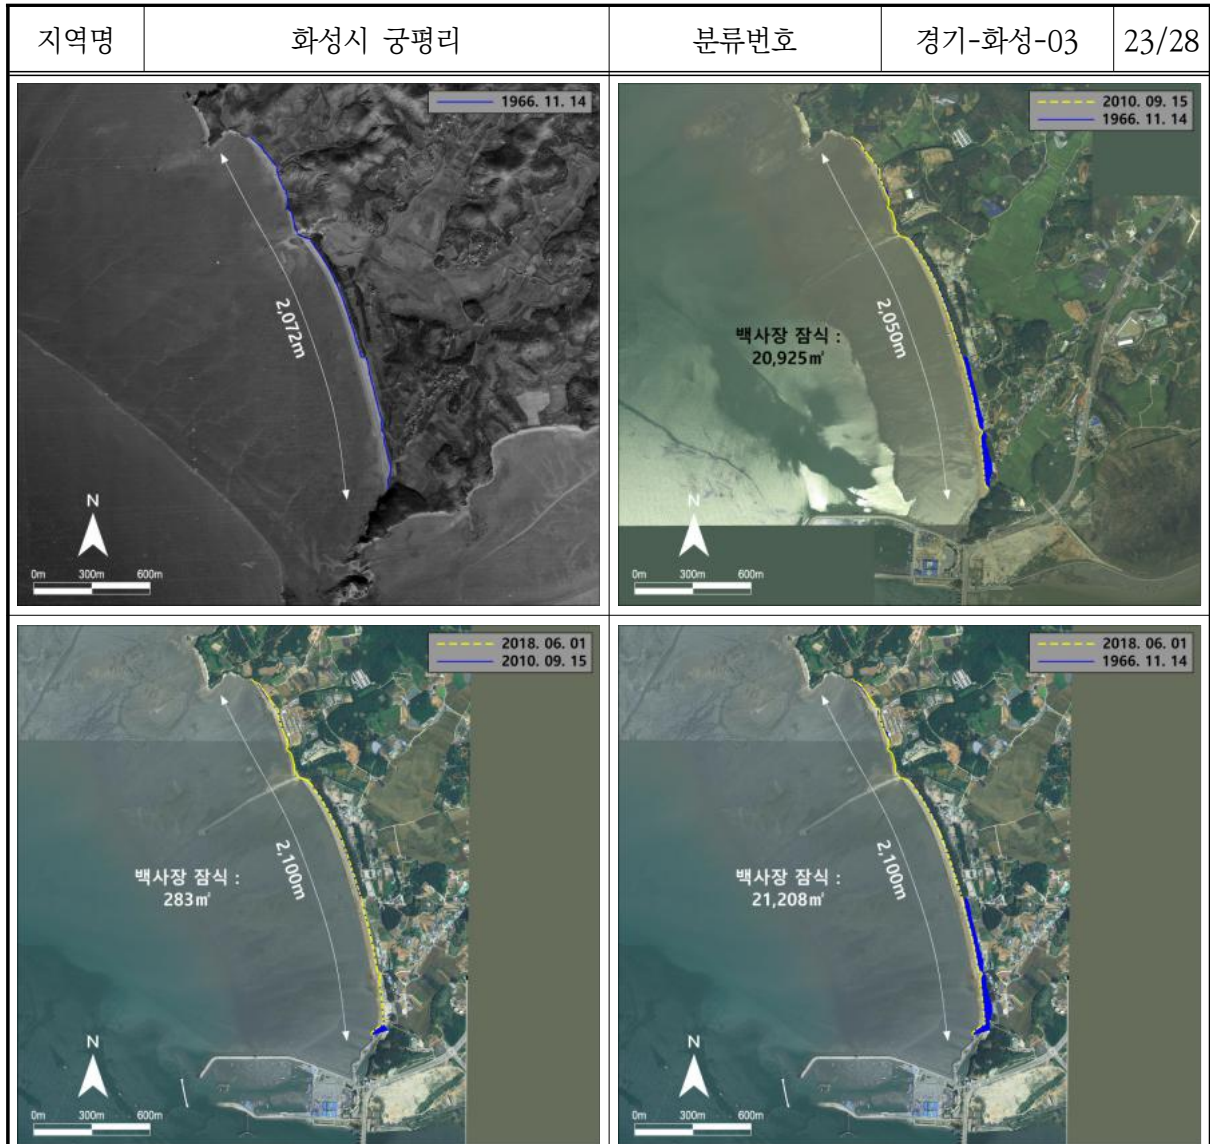 지역명 화성시 궁평리 분류번호 경기-화성-03 23/28
1966. 11. 14
2,072m
N
0m 300m 600m
2010. 09. 15
1966. 11. 14
2,050m
백사장 잠식 :
20,925㎡
N
0m 300m 600m
2018. 06. 01
2010. 09. 15
2,100m
백사장 잠식 :
283㎡
N
0m 300m 600m
2018. 06. 01
1966. 11. 14
2,100m
백사장 잠식 :
21,208㎡
N
0m 300m 600m